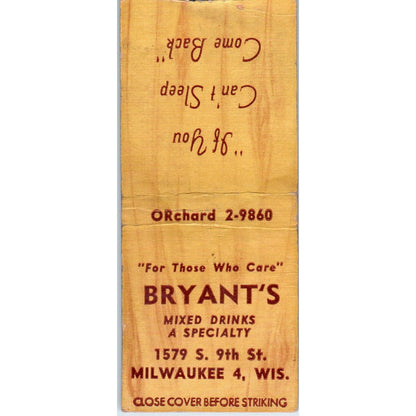 "If You
Can't Sleep
Come Back"
ORchard 2-9860
"For Those Who Care"
BRYANT'S
MIXED DRINKS
A SPECIALTY
1579 S. 9th St.
MILWAUKEE 4, WIS.
CLOSE COVER BEFORE STRIKING